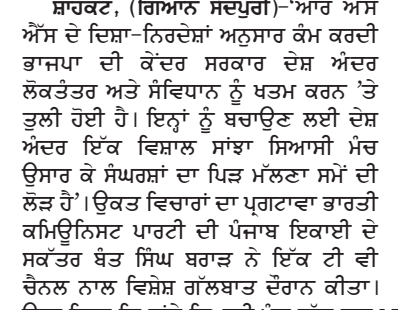 ਸ਼ਾਹਕੋਟ, (ਗਿਆਨ ਸੈਦਪੁਰੀ)–'ਆਰ ਐੱਸ
ਐੱਸ ਦੇ ਦਿਸ਼ਾ-ਨਿਰਦੇਸ਼ਾਂ ਅਨੁਸਾਰ ਕੰਮ ਕਰਦੀ
ਭਾਜਪਾ ਦੀ ਕੇਂਦਰ ਸਰਕਾਰ ਦੇਸ਼ ਅੰਦਰ
ਲੋਕਤੰਤਰ ਅਤੇ ਸੰਵਿਧਾਨ ਨੂੰ ਖਤਮ ਕਰਨ 'ਤੇ
ਤੁਲੀ ਹੋਈ ਹੈ। ਇਨ੍ਹਾਂ ਨੂੰ ਬਚਾਉਣ ਲਈ ਦੇਸ਼
ਅੰਦਰ ਇੱਕ ਵਿਸ਼ਾਲ ਸਾਂਝਾ ਸਿਆਸੀ ਮੰਚ
ਉਸਾਰ ਕੇ ਸੰਘਰਸ਼ਾਂ ਦਾ ਪਿੜ ਮੱਲਣਾ ਸਮੇਂ ਦੀ
ਲੋੜ ਹੈ'। ਉਕਤ ਵਿਚਾਰਾਂ ਦਾ ਪ੍ਰਗਟਾਵਾ ਭਾਰਤੀ
ਕਮਿਊਨਿਸਟ ਪਾਰਟੀ ਦੀ ਪੰਜਾਬ ਇਕਾਈ ਦੇ
ਸਕੱਤਰ ਬੰਤ ਸਿੰਘ ਬਰਾੜ ਨੇ ਇੱਕ ਟੀ ਵੀ
ਚੈਨਲ ਨਾਲ ਵਿਸ਼ੇਸ਼ ਗੱਲਬਾਤ ਦੌਰਾਨ ਕੀਤਾ।